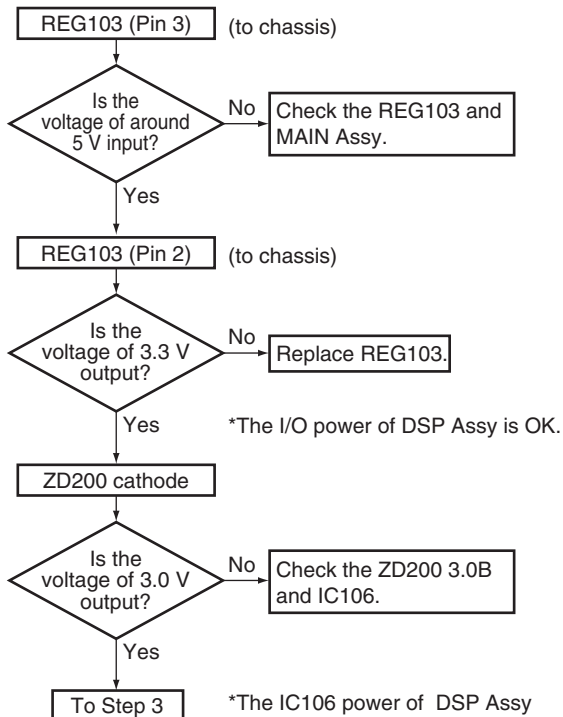 REG103 (Pin 3) (to chassis)
Is the
voltage of around
5 V input?
No
Check the REG103 and
MAIN Assy.
Yes
REG103 (Pin 2) (to chassis)
Is the
voltage of 3.3 V
output?
No
Replace REG103.
Yes
*The I/O power of DSP Assy is OK.
ZD200 cathode
Is the
voltage of 3.0 V
output?
No
Check the ZD200 3.0B
and IC106.
Yes
To Step 3
*The IC106 power of DSP Assy